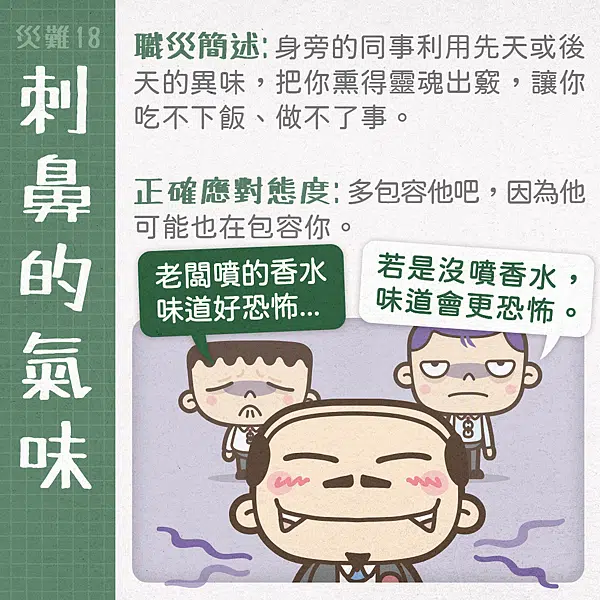 災難18
刺鼻的氣味
職災簡述:身旁的同事利用先天或後
天的異味,把你熏得靈魂出竅,讓你
吃不下飯、做不了事。
正確應對態度:多包容他吧,因為他
可能也在包容你。
老闆噴的香水
味道好恐怖...
若是沒噴香水,
味道會更恐怖。